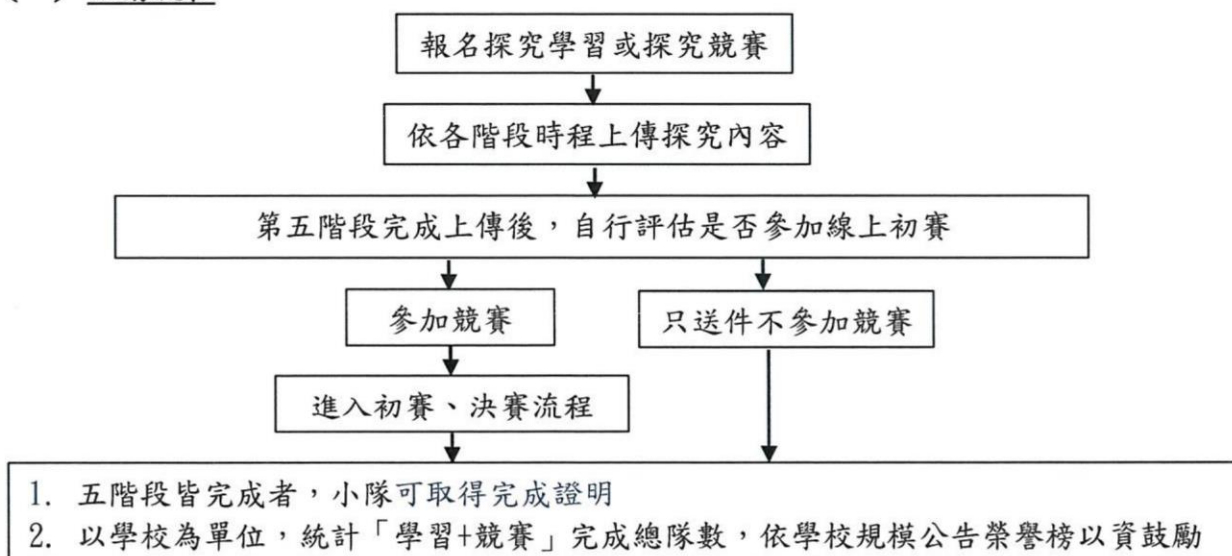 報名探究學習或探究競賽
依各階段時程上傳探究內容
第五階段完成上傳後，自行評估是否參加線上初賽
參加競賽
只送件不參加競賽
進入初賽、決賽流程
1. 五階段皆完成者，小隊可取得完成證明
2. 以學校為單位，統計「學習+競賽」完成總隊數，依學校規模公告榮譽榜以資鼓勵